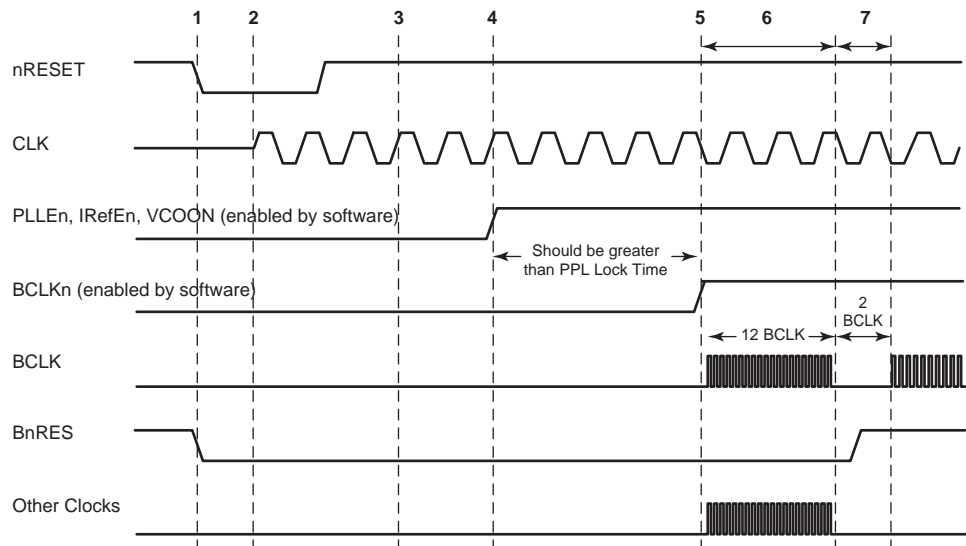 1 2 3 4 5 6 7
nRESET
CLK
PLLEn, IRefEn, VCOON (enabled by software)
Should be greater
than PPL Lock Time
BCLKn (enabled by software)
2
BCLK
12 BCLK
BCLK
BnRES
Other Clocks